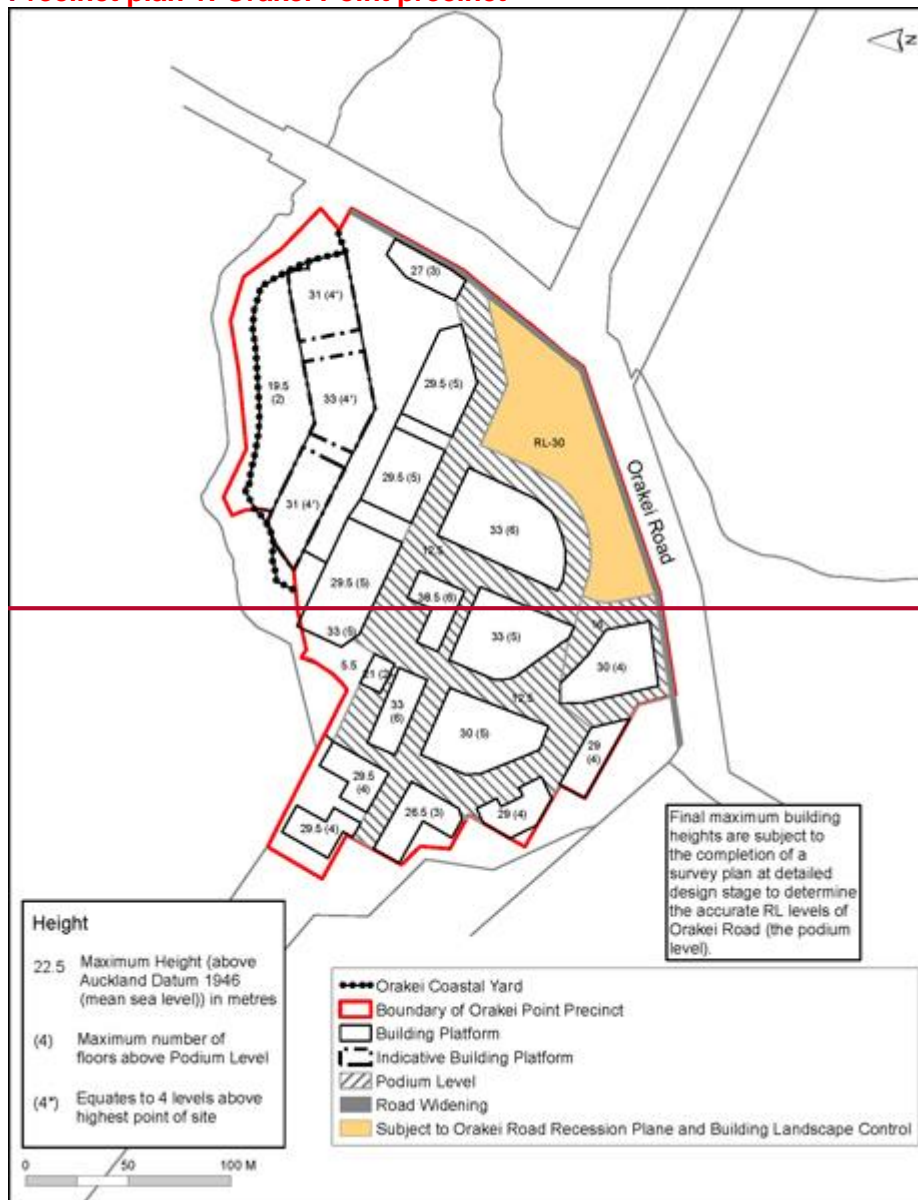 Precinct plan 1: Orakei Point precinct
N
27 (3)
31 (4*)
29.5 (5)
19.5
(2)
33 (4*)
RL-30
Orakei Road
29.5 (5)
31 (4*)
33 (6)
12.5
29.5 (5)
36.5 (6)
33 (5)
33 (5)
16
30 (4)
5.5
21 (2)
33
(6)
12.5
30 (5)
29
(4)
29.5
(4)
29.5 (4)
26.5 (3)
29 (4)
Final maximum building
heights are subject to
the completion of a
survey plan at detailed
design stage to determine
the accurate RL levels of
Orakei Road (the podium
level).
Height
22.5 Maximum Height (above
Auckland Datum 1946
(mean sea level)) in metres
(4) Maximum number of
floors above Podium Level
(4*) Equates to 4 levels above
highest point of site
Orakei Coastal Yard
Boundary of Orakei Point Precinct
Building Platform
Indicative Building Platform
Podium Level
Road Widening
Subject to Orakei Road Recession Plane and Building Landscape Control
0 50 100 M